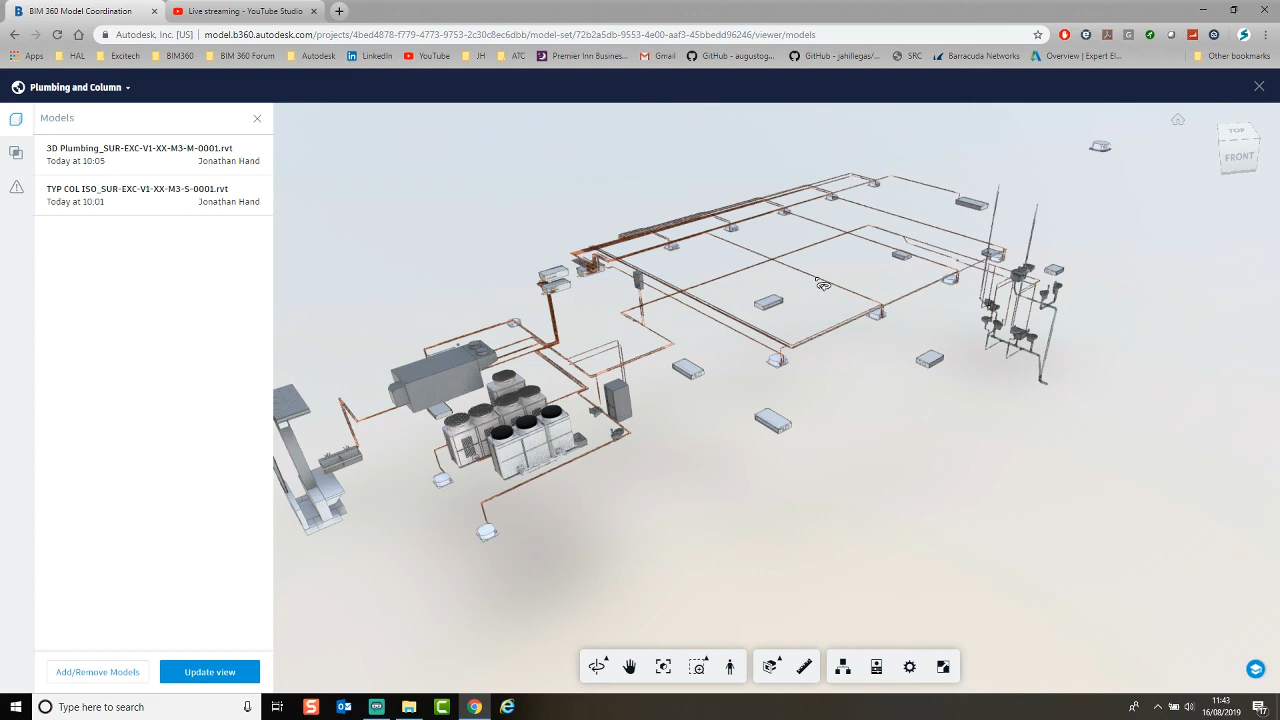 BIM 360 Model Coordination
Live streaming - YouTube Studio
Autodesk, Inc. [US] | model.b360.autodesk.com/projects/4be64878-f779-4773-9753-2c30c8ec6dbb/model-set/72b2a5db-9553-4e00-aaf3-45bbedd96246/viewer/models
Apps HAL Excitech BIM360 BIM 360 Forum Autodesk LinkedIn YouTube JH ATC Premier Inn Busines... Gmail GitHub - augustog... GitHub - jahillegas/... SRC Barracuda Networks Overview | Expert El... Other bookmarks
Plumbing and Column
Models
3D Plumbing_SUR-EXC-V1-XX-M3-M-0001.rvt
Today at 10:05 Jonathan Hand
TYP COL ISO_SUR-EXC-V1-XX-M3-S-0001.rvt
Today at 10:01 Jonathan Hand
TOP
FRONT
Add/Remove Models Update view
Type here to search
11:43
16/08/2019